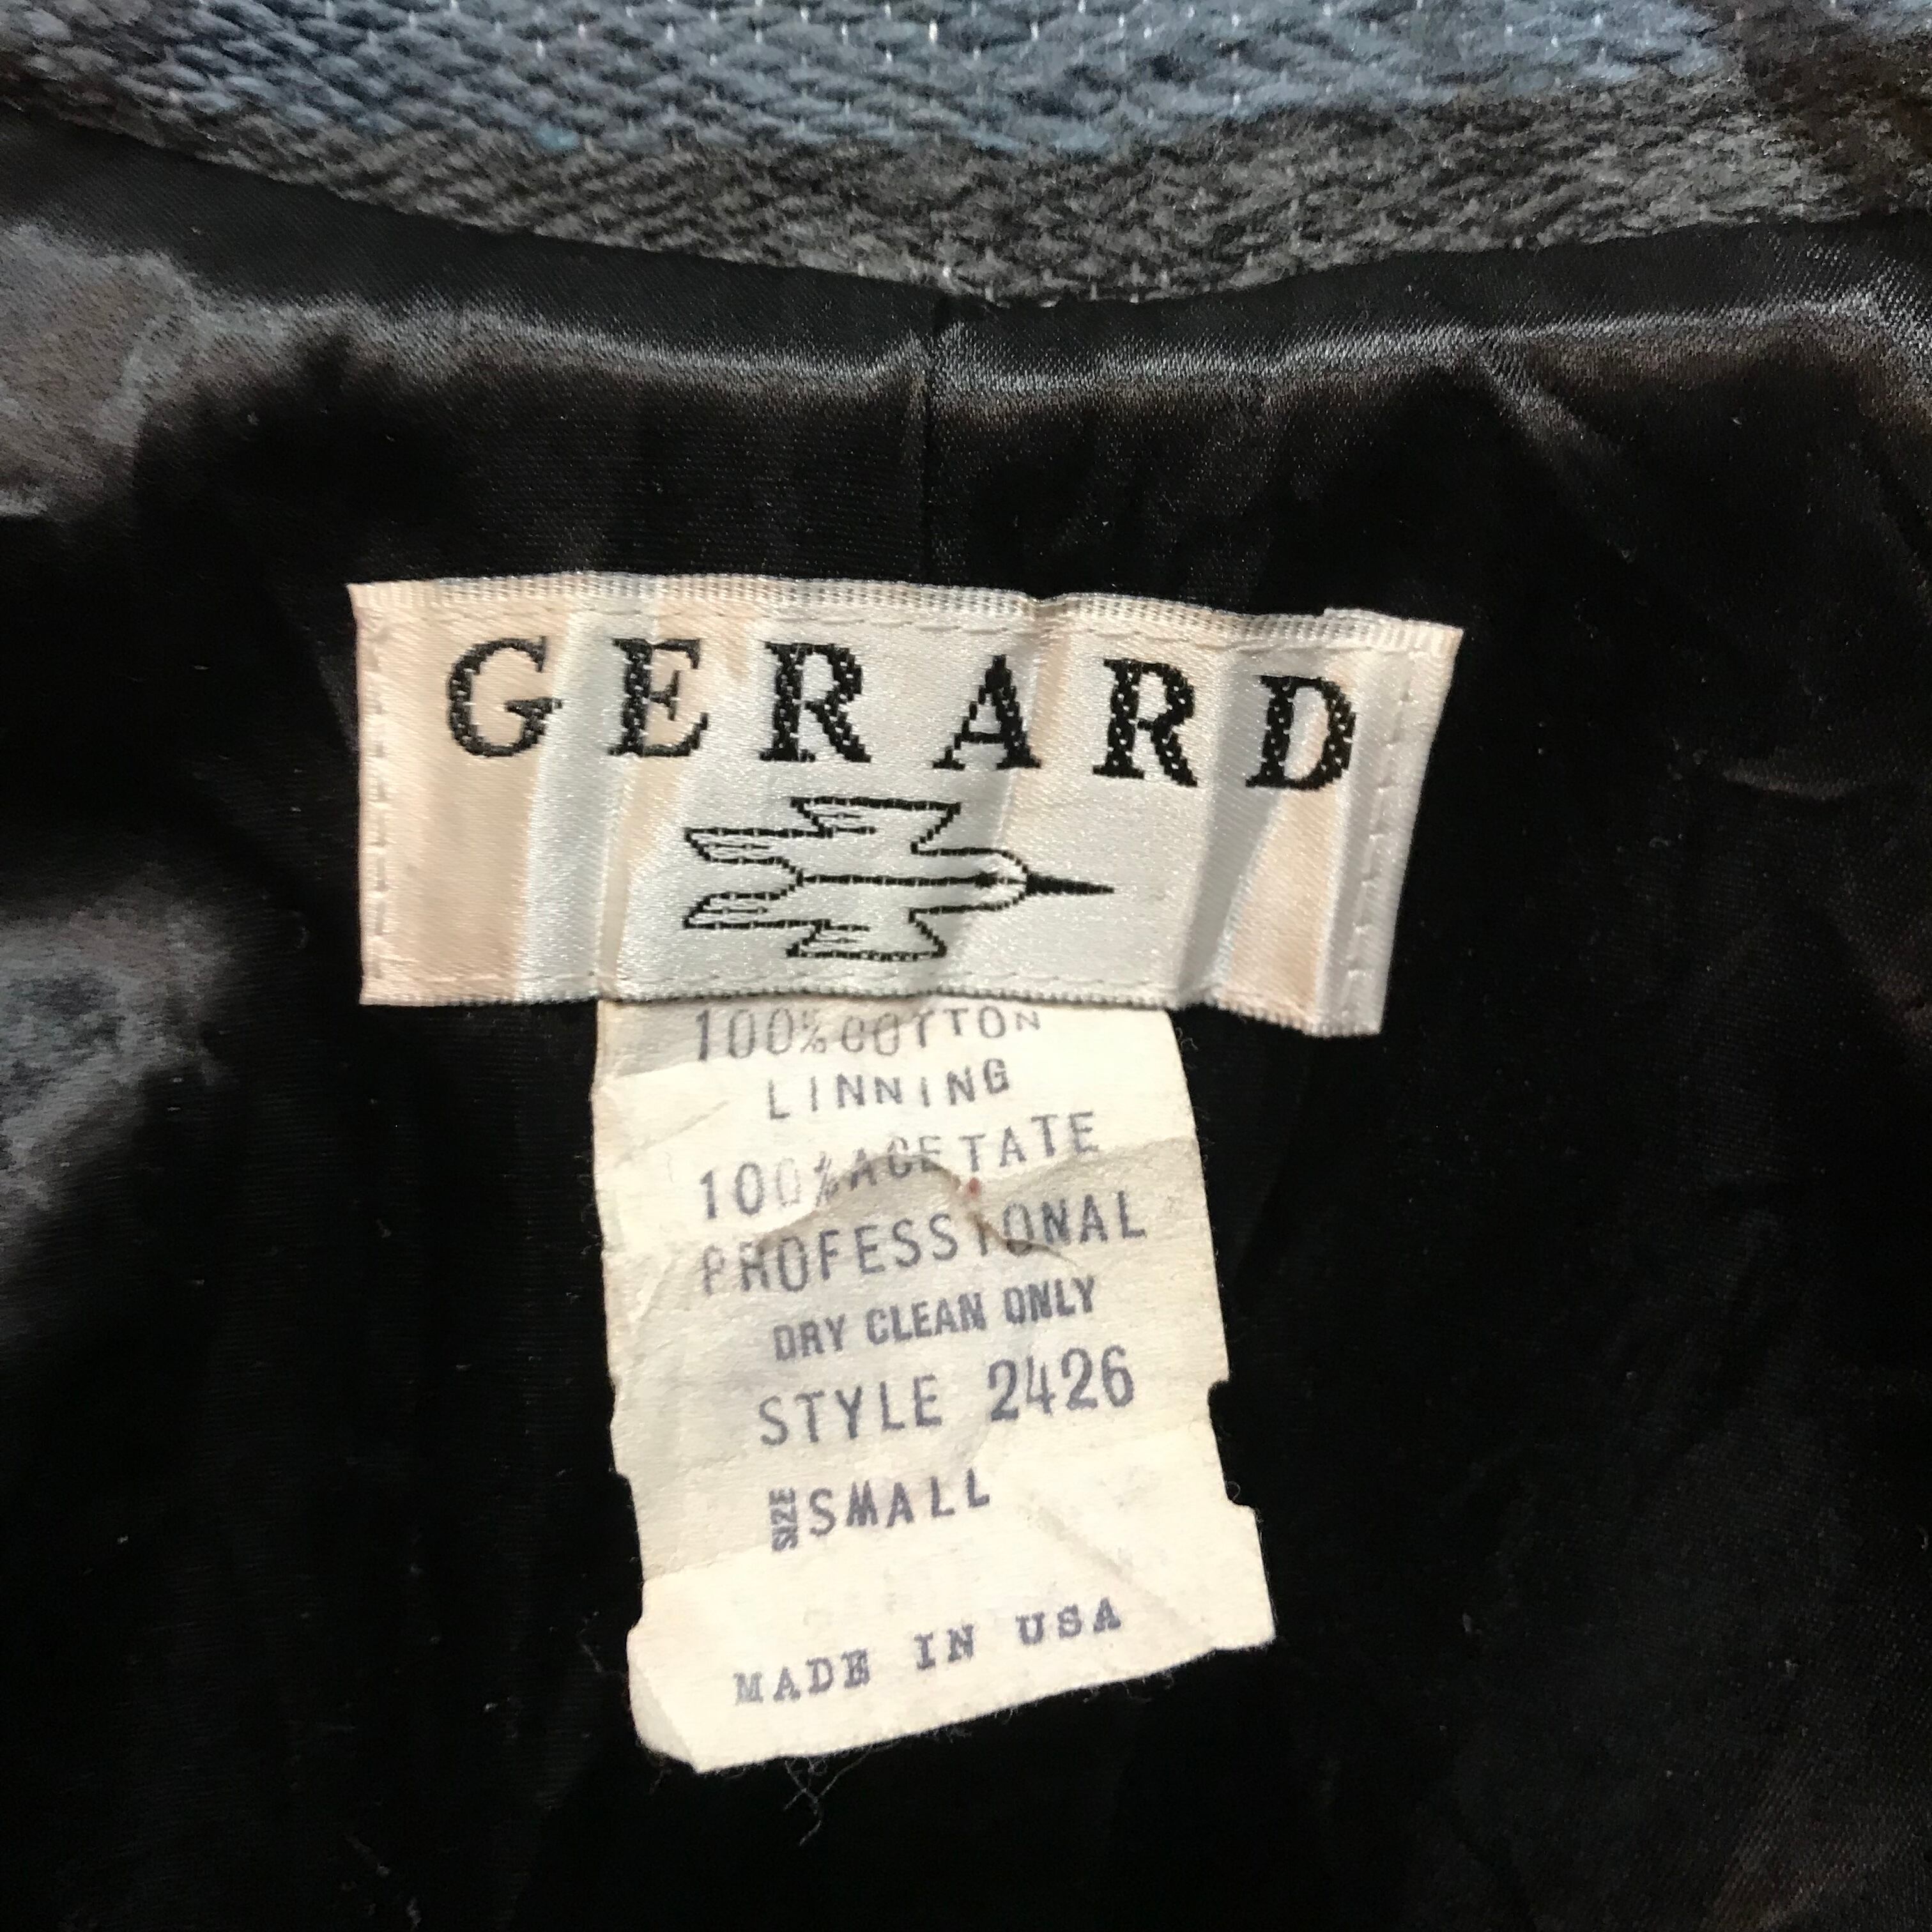 GERARD
100% COTTON
LINNING
100% ACETATE
PROFESSIONAL
DRY CLEAN ONLY
STYLE 2426
SIZE SMALL
MADE IN USA